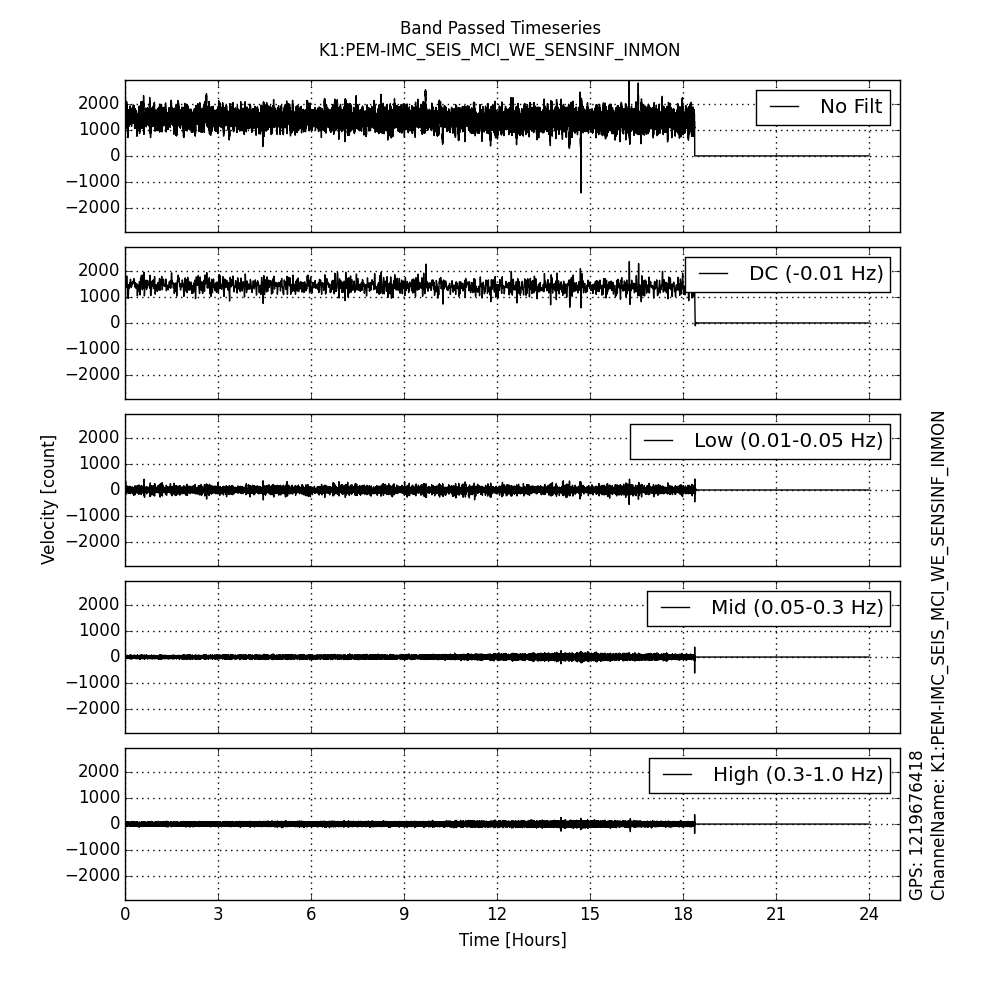 Band Passed Timeseries
K1:PEM-IMC_SEIS_MCI_WE_SENSINF_INMON
2000
1000
0
−1000
−2000
No Filt
2000
1000
0
−1000
−2000
DC (-0.01 Hz)
2000
1000
0
−1000
−2000
Low (0.01-0.05 Hz)
2000
1000
0
−1000
−2000
Mid (0.05-0.3 Hz)
2000
1000
0
−1000
−2000
High (0.3-1.0 Hz)
0 3 6 9 12 15 18 21 24
Time [Hours]
Velocity [count]
GPS: 1219676418
ChannelName: K1:PEM-IMC_SEIS_MCI_WE_SENSINF_INMON